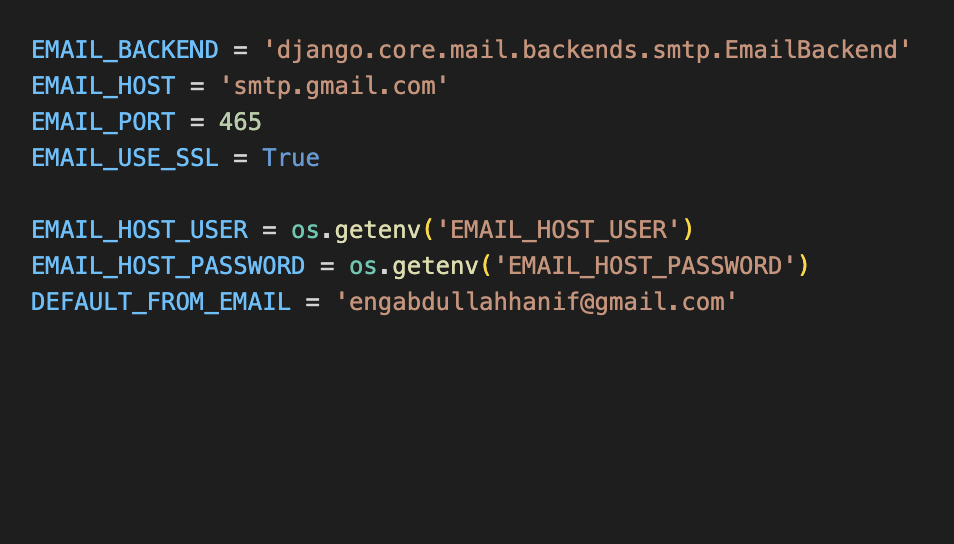 EMAIL_BACKEND = 'django.core.mail.backends.smtp.EmailBackend'
EMAIL_HOST = 'smtp.gmail.com'
EMAIL_PORT = 465
EMAIL_USE_SSL = True
EMAIL_HOST_USER = os.getenv('EMAIL_HOST_USER')
EMAIL_HOST_PASSWORD = os.getenv('EMAIL_HOST_PASSWORD')
DEFAULT_FROM_EMAIL = 'engabdullahhanif@gmail.com'